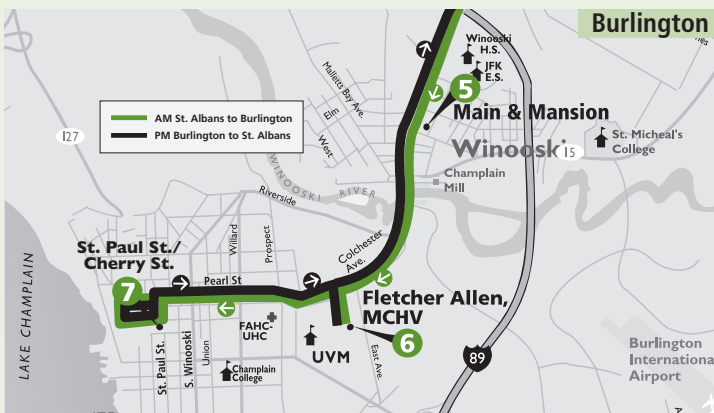 Burlington
Winooski
H.S.
JFK
E.S.
Malletts Bay Ave.
5
AM St. Albans to Burlington
PM Burlington to St. Albans
Elm
West
Main & Mansion
127
Winooski
15
St. Micheal's
College
Champlain
Mill
WINOOSKI RIVER
Riverside
Willard
Prospect
Colchester
Ave.
St. Paul St./
Cherry St.
7
Pearl St
Fletcher Allen,
MCHV
6
FAHC-
UHC
UVM
East Ave.
89
LAKE CHAMPLAIN
St. Paul St.
S. Winooski
Union
Champlain
College
Burlington
Internationa
Airport